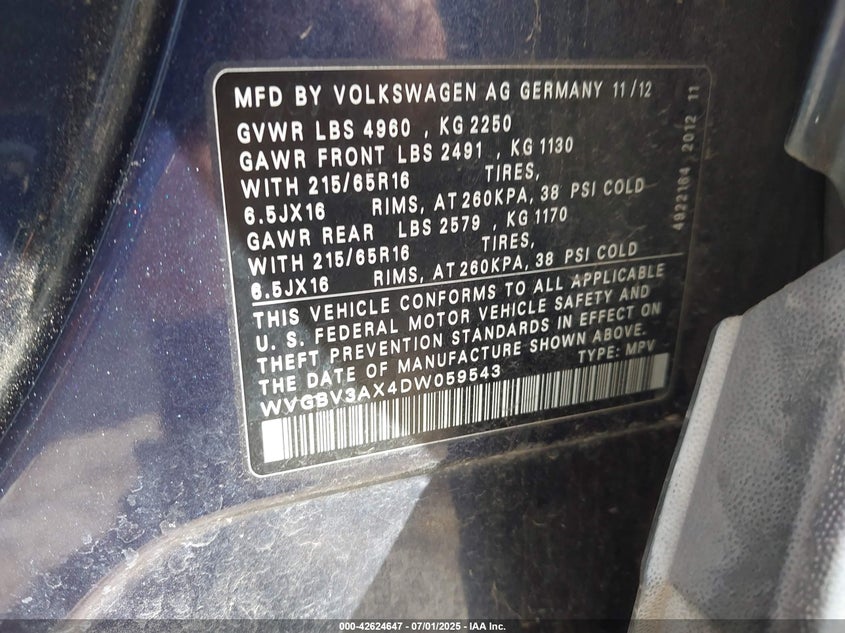 MFD BY VOLKSWAGEN AG GERMANY 11/12
GVWR LBS 4960 , KG 2250
GAWR FRONT LBS 2491 , KG 1130
WITH 215/65R16 TIRES,
6.5JX16 RIMS, AT 260KPA, 38 PSI COLD
GAWR REAR LBS 2579 , KG 1170
WITH 215/65R16 TIRES,
6.5JX16 RIMS, AT 260KPA, 38 PSI COLD
THIS VEHICLE CONFORMS TO ALL APPLICABLE
U. S. FEDERAL MOTOR VEHICLE SAFETY AND
THEFT PREVENTION STANDARDS IN EFFECT ON
THE DATE OF MANUFACTURE SHOWN ABOVE.
WVGBV3AX4DW059543 TYPE: MPV
4922164 2012 11
000-42624647 - 07/01/2025 - IAA Inc.